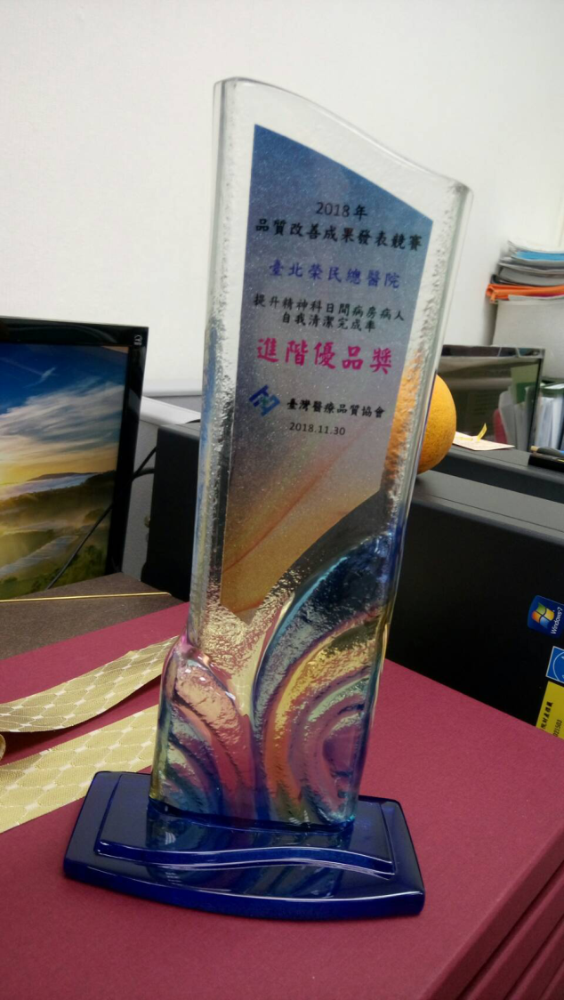 2018年
品質改善成果發表競賽
臺北榮民總醫院
提升精神科日間病房病人
自我清潔完成率
進階優品獎
臺灣醫療品質協會
2018.11.30
Windows7